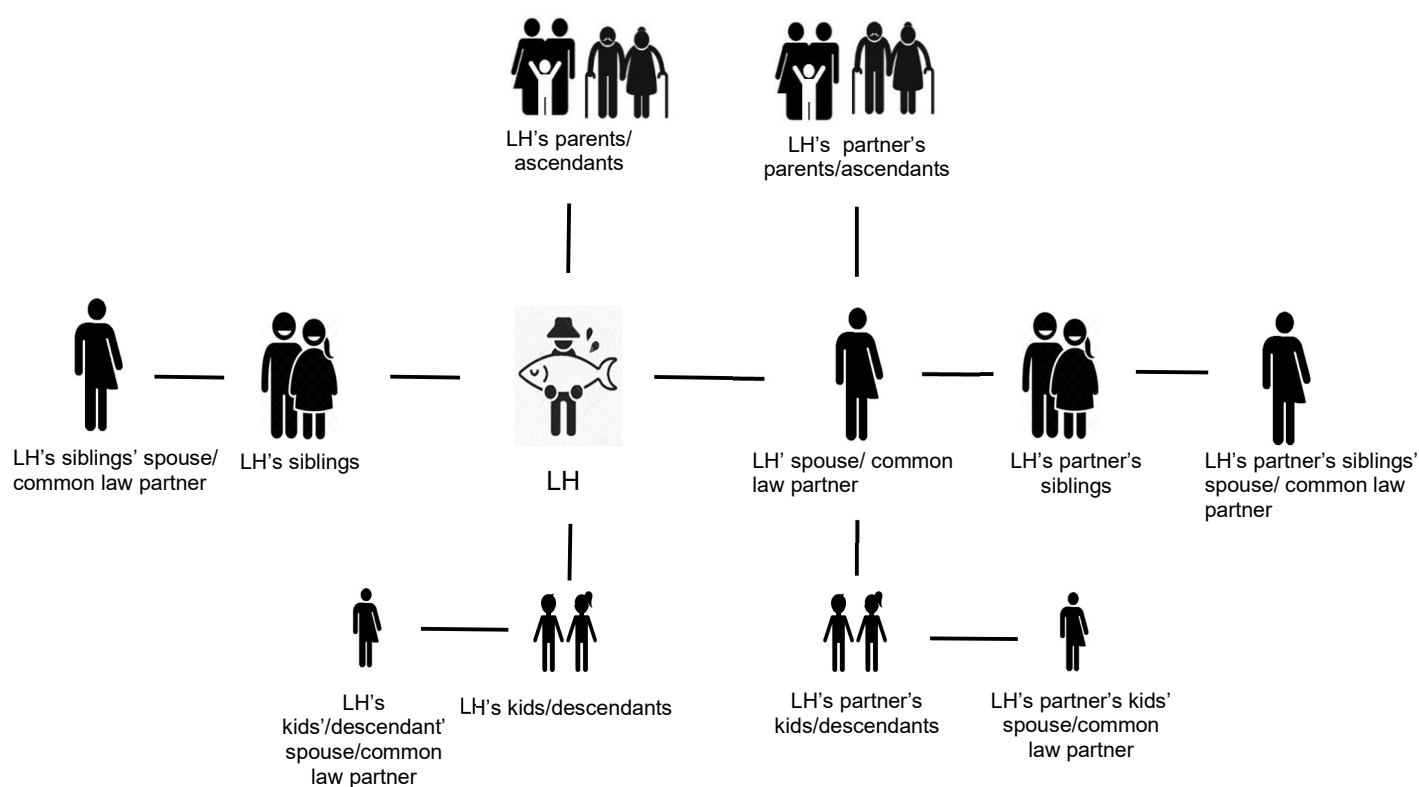 LH's parents/
ascendants
LH's  partner's
parents/ascendants
LH's siblings' spouse/
common law partner
LH's siblings
LH
LH' spouse/ common
law partner
LH's partner's
siblings
LH's partner's siblings'
spouse/ common law
partner
LH's
kids'/descendant'
spouse/common
law partner
LH's kids/descendants
LH's partner's
kids/descendants
LH's partner's kids'
spouse/common
law partner